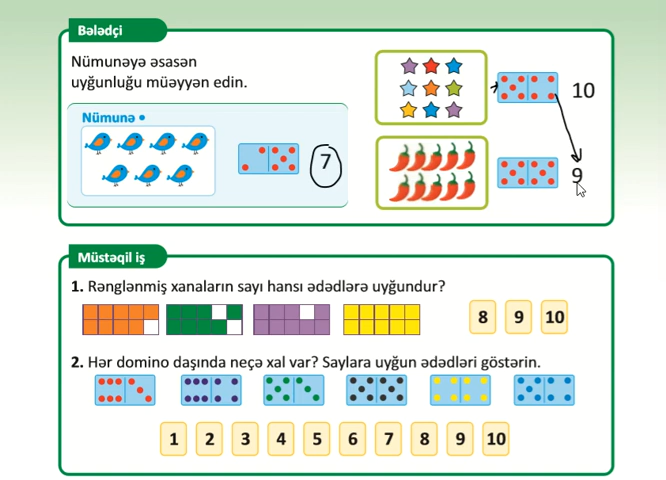 Bələdçi
Nümunəyə əsasən
uyğunluğu müəyyən edin.
Nümunə •
7
10
9
Müstəqil iş
1. Rənglənmiş xanaların sayı hansı ədədlərə uyğundur?
8 9 10
2. Hər domino daşında neçə xal var? Saylara uyğun ədədləri göstərin.
1 2 3 4 5 6 7 8 9 10